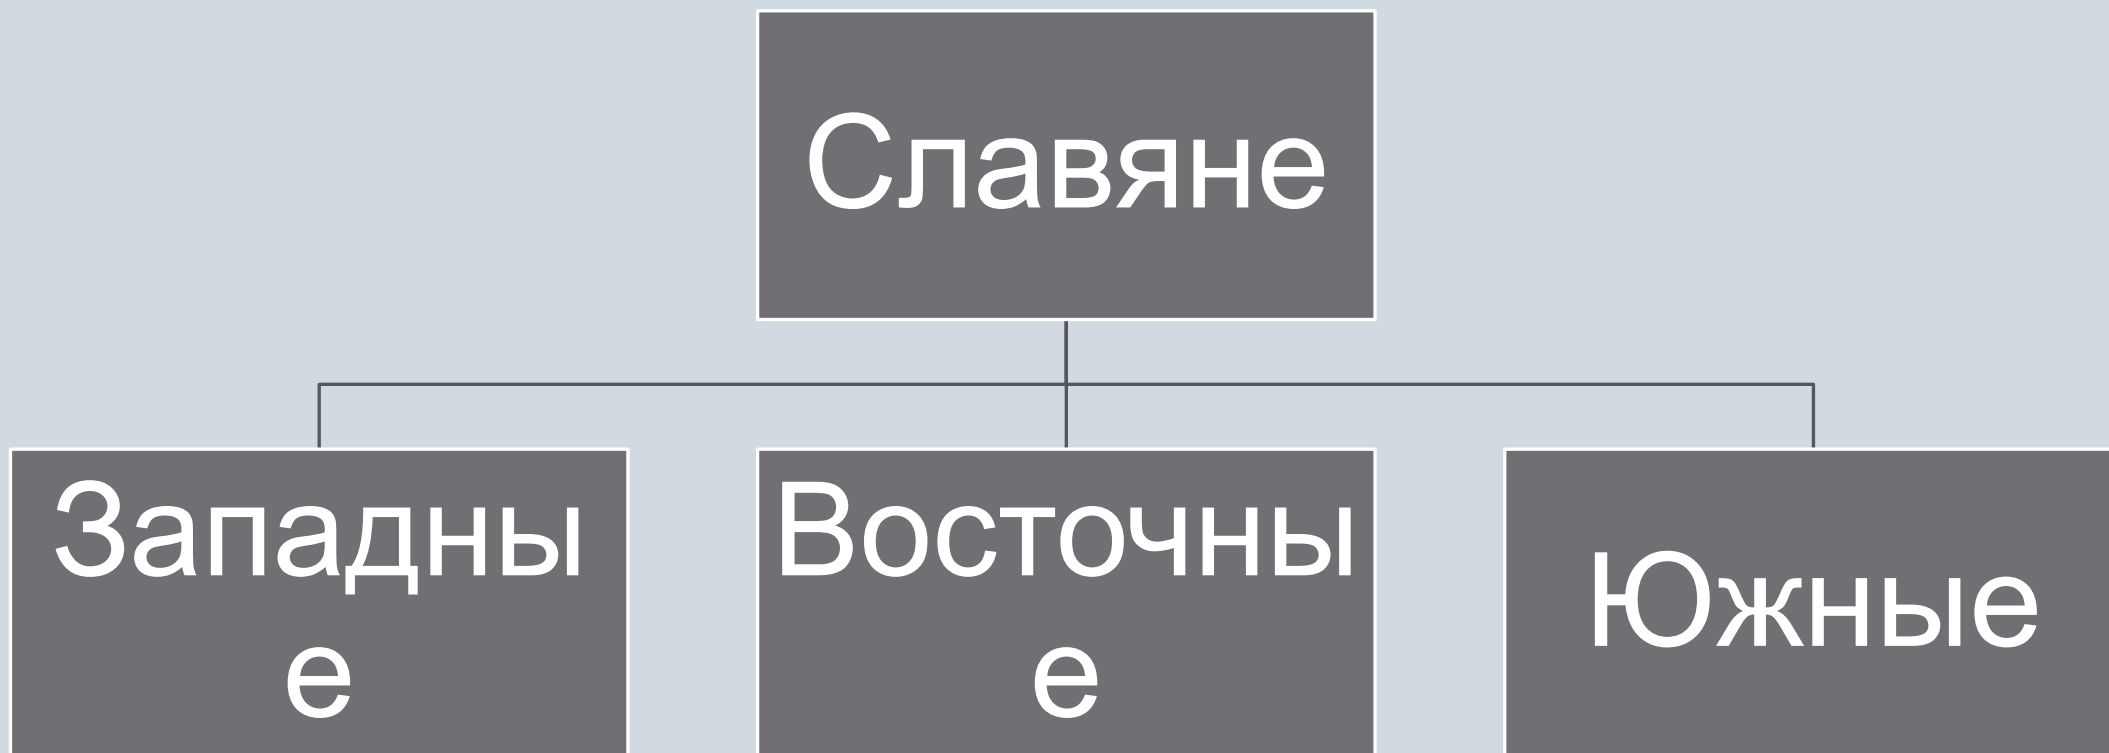 Славяне
Западны
е
Восточны
е
Южные